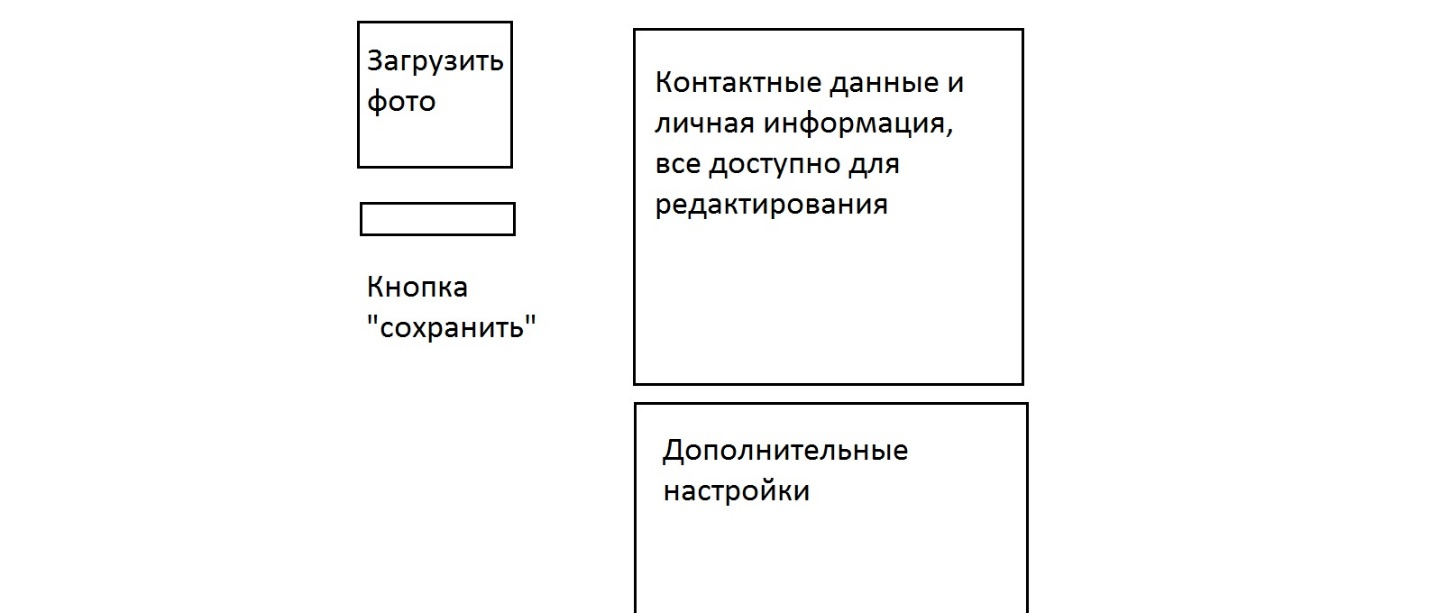 Загрузить
фото
Кнопка
"сохранить"
Контактные данные и
личная информация,
все доступно для
редактирования
Дополнительные
настройки